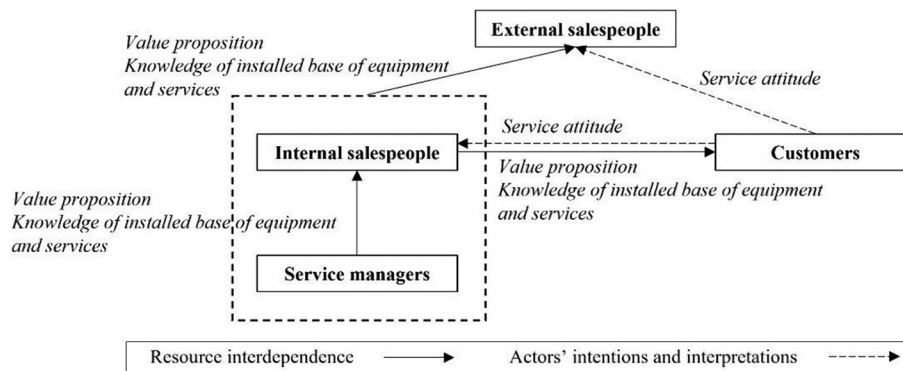 External salespeople
Value proposition
Knowledge of installed base of equipment
and services
Service attitude
Service attitude
Internal salespeople
Customers
Value proposition
Knowledge of installed base of equipment
and services
Value proposition
Knowledge of installed base of equipment
and services
Service managers
Resource interdependence
Actors' intentions and interpretations